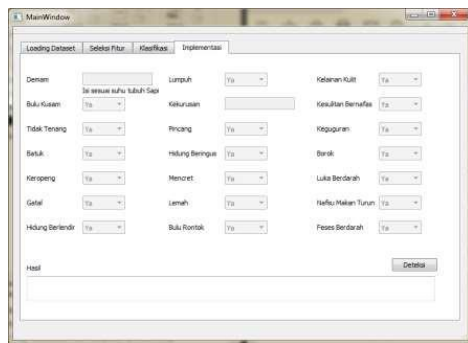 MainWindow
Loading Dataset Seleksi Fitur Klasifikasi Implementasi
Demam Lumpuh Ya Kelainan Kulit Ya
Isi sesuai suhu tubuh Sapi
Bulu Kusam Ya Kekurusan Kesulitan Bernafas Ya
Tidak Tenang Ya Pincang Ya Keguguran Ya
Batuk Ya Hidung Beringus Ya Borok Ya
Keropeng Ya Mencret Ya Luka Berdarah Ya
Gatal Ya Lemah Ya Nafsu Makan Turun Ya
Hidung Berlendir Ya Bulu Rontok Ya Feses Berdarah Ya
Hasil Deteksi